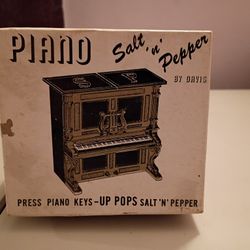 PIANO Salt 'n' Pepper
BY DAVIS
PRESS PIANO KEYS-UP POPS SALT 'N' PEPPER